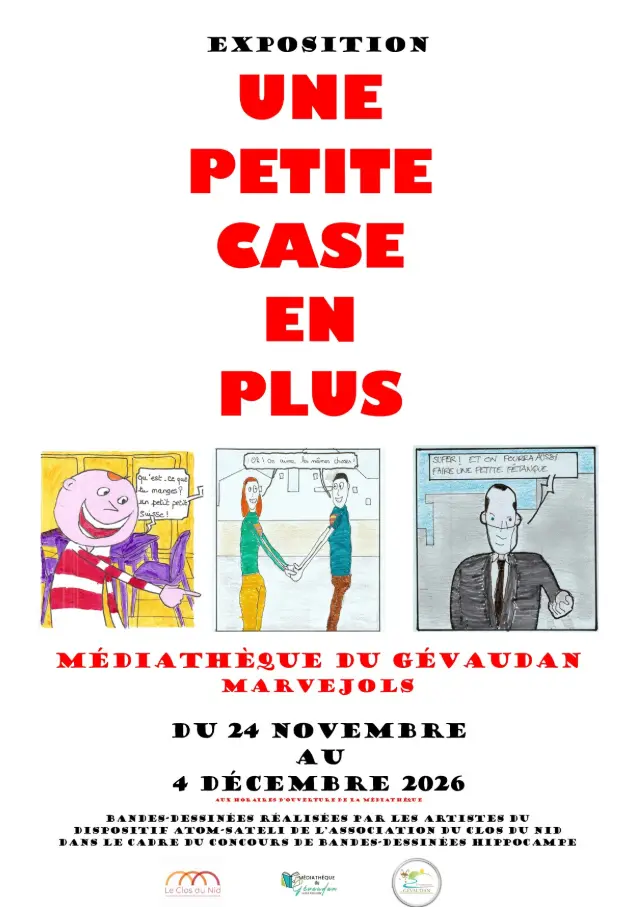 EXPOSITION
UNE
PETITE
CASE
EN
PLUS
qu'est-ce que
tu manges?
un petit petit
suisse!
Oh! On aime les mêmes choses!
SUPER! ET ON POURRA AUSSI
FAIRE UNE PETITE PÉTANQUE
MÉDIATHÈQUE DU GÉVAUDAN
MARVEJOLS
DU 24 NOVEMBRE
AU
4 DÉCEMBRE 2026
AUX HORAIRES D'OUVERTURE DE LA MÉDIATHÈQUE
BANDES-DESSINÉES RÉALISÉES PAR LES ARTISTES DU
DISPOSITIF ATOM-SATELI DE L'ASSOCIATION DU CLOS DU NID
DANS LE CADRE DU CONCOURS DE BANDES-DESSINÉES HIPPOCAMPE
Le Clos du Nid
MÉDIATHÈQUE
du
Gévaudan
GÉVAUDAN